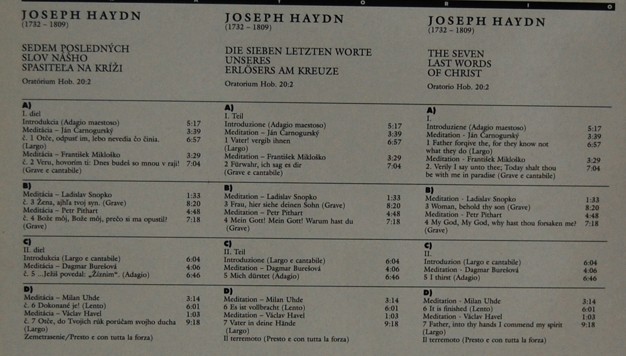 JOSEPH HAYDN
(1732 – 1809)
SEDEM POSLEDNÝCH
SLOV NÁŠHO
SPASITEĽA NA KRÍŽI
Oratórium Hob. 20:2
A)
I. diel
Introdukcia (Adagio maestoso) 5:17
Meditácia – Ján Čarnogurský 3:39
č. 1 Otče, odpusť im, lebo nevedia čo činia. 6:57
(Largo)
Meditácia – František Mikloško 3:29
č. 2 Veru, hovorím ti: Dnes budeš so mnou v raji! 7:04
(Grave e cantabile)
B)
Meditácia – Ladislav Snopko 1:33
č. 3 Žena, ajhľa tvoj syn. (Grave) 8:20
Meditácia – Petr Pithart 4:48
č. 4 Bože môj, Bože môj, prečo si ma opustil? 7:18
(Grave)
C)
II. diel
Introdukcia (Largo e cantabile) 6:04
Meditácia – Dagmar Burešová 4:06
č. 5 ...Ježiš povedal: „Žíznim". (Adagio) 6:46
D)
Meditácia – Milan Uhde 3:14
č. 6 Dokonané je! (Lento) 6:01
Meditácia – Václav Havel 1:03
č. 7 Otče, do Tvojich rúk porúčam svojho ducha 9:18
(Largo)
Zemetrasenie/Presto e con tutta la forza)
JOSEPH HAYDN
(1732 – 1809)
DIE SIEBEN LETZTEN WORTE
UNSERES
ERLÖSERS AM KREUZE
Oratorium Hob. 20:2
A)
I. Teil
Introduzione (Adagio maestoso) 5:17
Meditation – Ján Čarnogurský 3:39
1 Vater! vergib ihnen 6:57
(Largo)
Meditation – František Mikloško 3:29
2 Fürwahr, ich sag es dir 7:04
(Grave e cantabile)
B)
Meditation – Ladislav Snopko 1:33
3 Frau, hier siehe deinen Sohn (Grave) 8:20
Meditation – Petr Pithart 4:48
4 Mein Gott! Mein Gott! Warum hast du 7:18
(Grave)
C)
II. Teil
Introduzione (Largo e cantabile) 6:04
Meditation – Dagmar Burešová 4:06
5 Mich dürstet (Adagio) 6:46
D)
Meditation – Milan Uhde 3:14
6 Es ist vollbracht (Lento) 6:01
Meditation – Václav Havel 1:03
7 Vater in deine Hände 9:18
(Largo)
Il terremoto (Presto e con tutta la forza)
JOSEPH HAYDN
(1732 – 1809)
THE SEVEN
LAST WORDS
OF CHRIST
Oratorio Hob. 20:2
A)
I.
Introduzione (Adagio maestoso) 5:17
Meditation - Ján Čarnogurský 3:39
1 Father forgive the, for they know not 6:57
what they do (Largo)
Meditation - František Mikloško 3:29
2. Verily I say unto thee; Today shalt thou 7:04
be with me in paradise (Grave e cantabile)
B)
Meditation - Ladislav Snopko 1:33
3 Woman, behold thy son (Grave) 8:20
Meditation - Petr Pithart 4:48
4 My God, My God, why hast thou forsaken me? 7:18
(Grave)
C)
II.
Introduzion (Largo e cantabile) 6:04
Meditation - Dagmar Burešová 4:06
5 I thirst (Adagio) 6:46
D)
Meditation - Milan Uhde 3:14
6 It is finished (Lento) 6:01
Meditation - Václav Havel 1:03
7 Father, into thy hands I commend my spirit 9:18
(Largo)
Il terremoto (Presto e con tutta la forza)